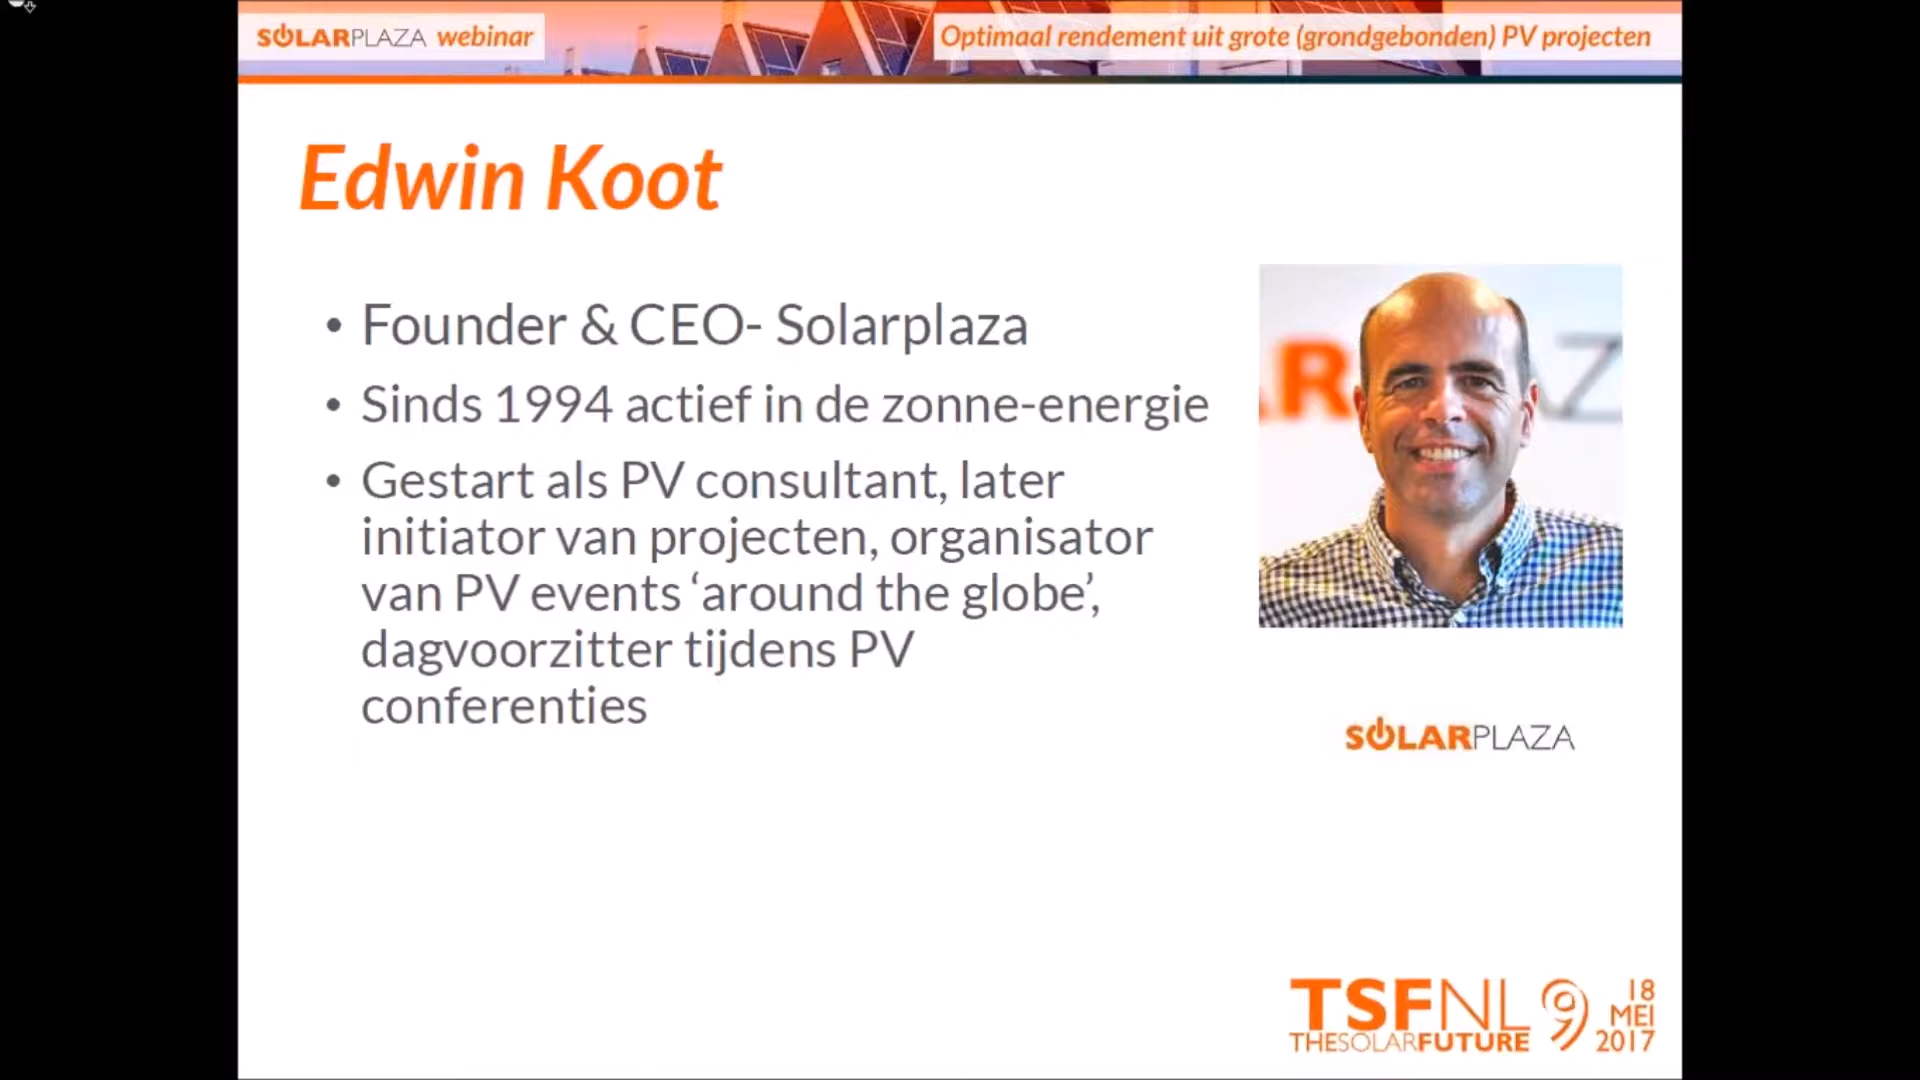 SOLARPLAZA webinar
Optimaal rendement uit grote (grondgebonden) PV projecten
Edwin Koot
• Founder & CEO- Solarplaza
• Sinds 1994 actief in de zonne-energie
• Gestart als PV consultant, later
initiator van projecten, organisator
van PV events ‘around the globe’,
dagvoorzitter tijdens PV
conferenties
SOLARPLAZA
TSFNL 9
THESOLARFUTURE
18
MEI
2017